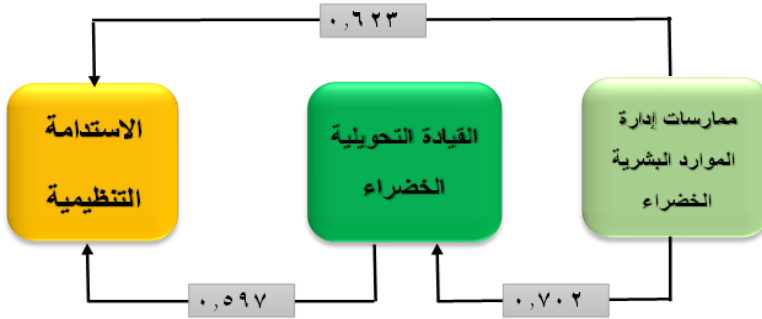 ٠,٦٢٣
ممارسات إدارة
الموارد البشرية
الخضراء
القيادة التحويلية
الخضراء
الاستدامة
التنظيمية
٠,٧٠٢
٠,٥٩٧